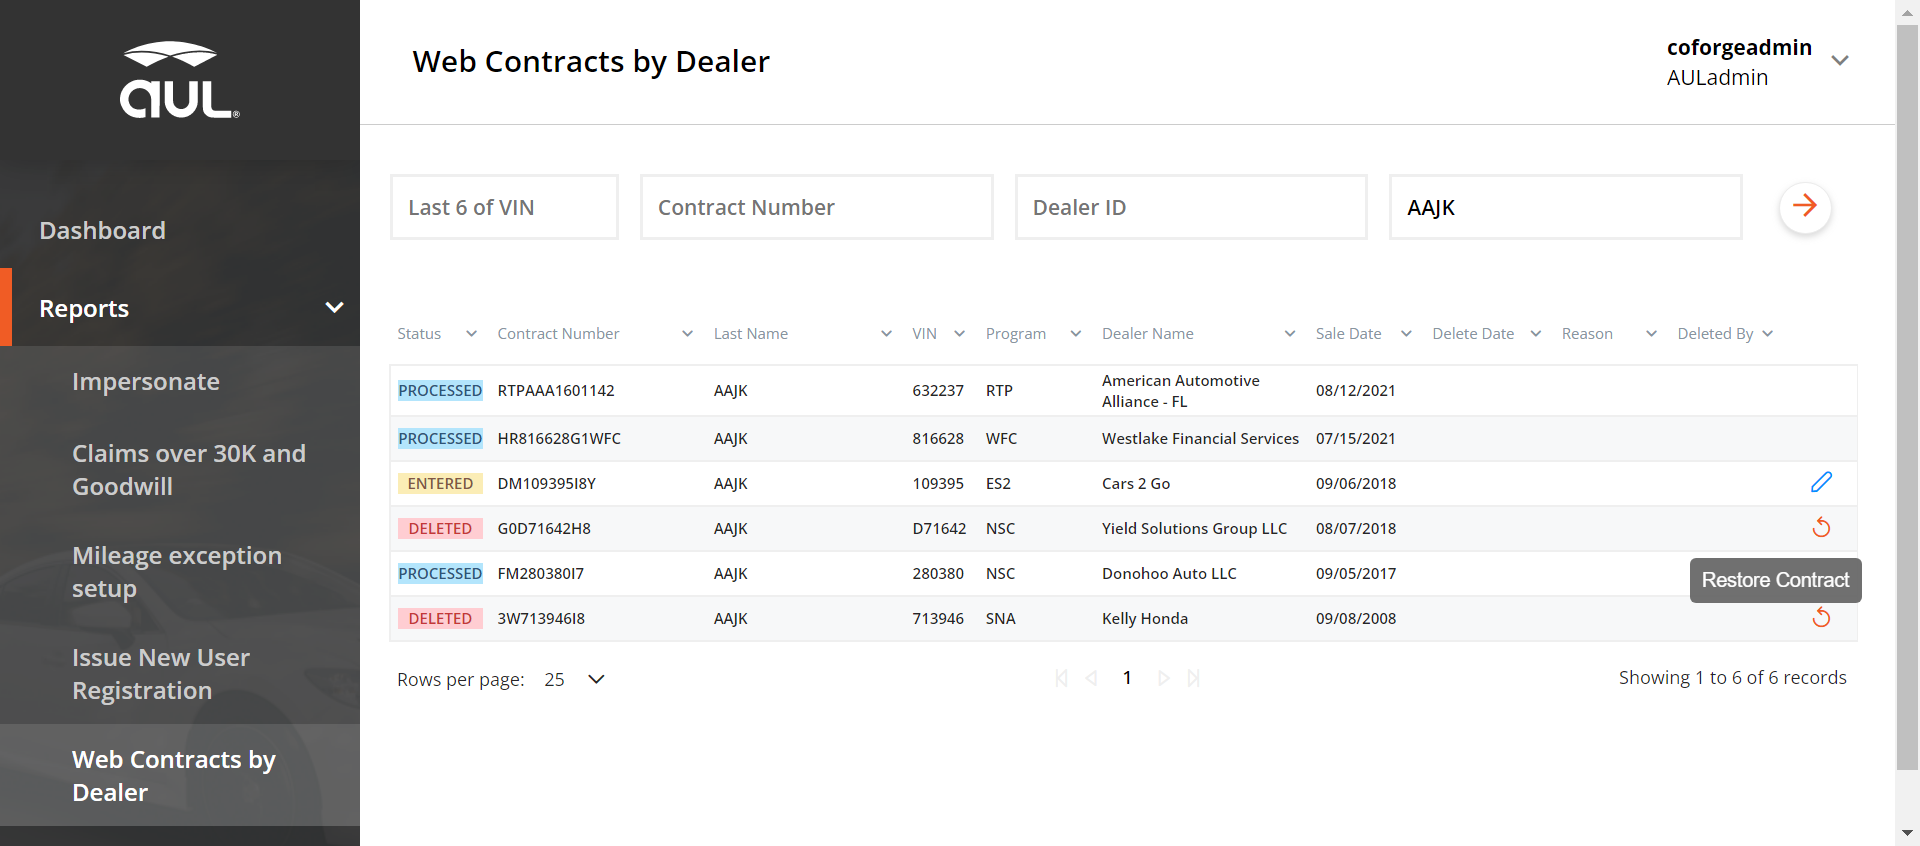 aUL®
Dashboard
Reports
Impersonate
Claims over 30K and
Goodwill
Mileage exception
setup
Issue New User
Registration
Web Contracts by
Dealer
Web Contracts by Dealer
coforgeadmin
AULadmin
Last 6 of VIN Contract Number Dealer ID AAJK
Status Contract Number Last Name VIN Program Dealer Name Sale Date Delete Date Reason Deleted By
PROCESSED RTPAAA1601142 AAJK 632237 RTP American Automotive Alliance - FL 08/12/2021
PROCESSED HR816628G1WFC AAJK 816628 WFC Westlake Financial Services 07/15/2021
ENTERED DM109395I8Y AAJK 109395 ES2 Cars 2 Go 09/06/2018
DELETED G0D71642H8 AAJK D71642 NSC Yield Solutions Group LLC 08/07/2018
PROCESSED FM280380I7 AAJK 280380 NSC Donohoo Auto LLC 09/05/2017
Restore Contract
DELETED 3W713946I8 AAJK 713946 SNA Kelly Honda 09/08/2008
Rows per page: 25 1 Showing 1 to 6 of 6 records